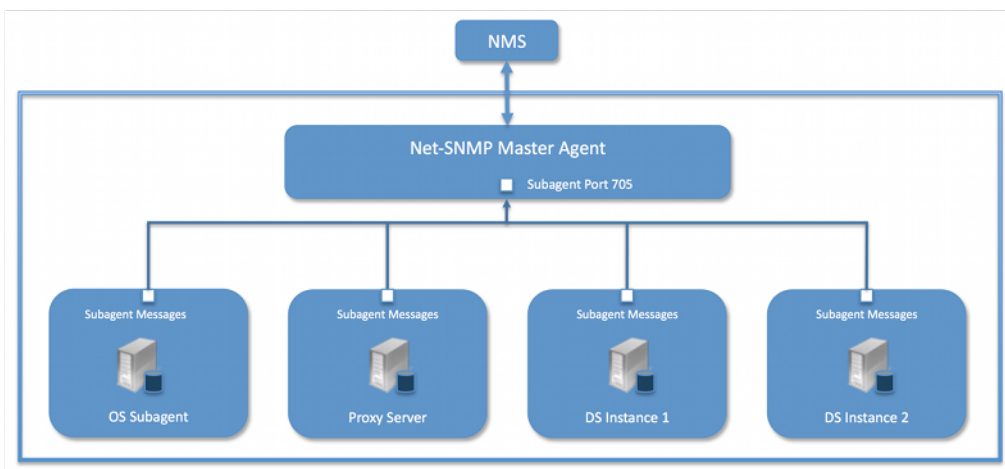 NMS
Net-SNMP Master Agent
Subagent Port 705
Subagent Messages
Subagent Messages
Subagent Messages
Subagent Messages
OS Subagent
Proxy Server
DS Instance 1
DS Instance 2